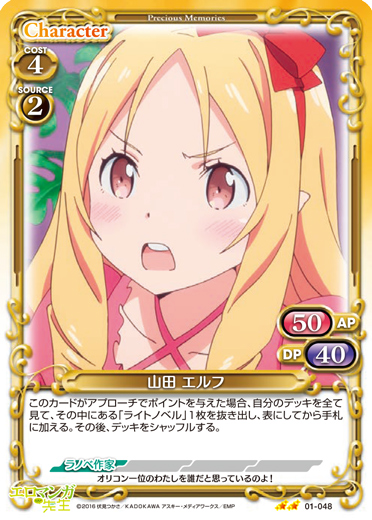 Precious Memories
Character
COST
4
SOURCE
2
50 AP
DP 40
山田 エルフ
このカードがアプローチでポイントを与えた場合、自分のデッキを全て
見て、その中にある「ライトノベル」1枚を抜き出し、表にしてから手札
に加える。その後、デッキをシャッフルする。
ラノベ作家
オリコン一位のわたしを誰だと思っているのよ!
エロマンガ
先生
©2016 伏見つかさ/KADOKAWA アスキー・メディアワークス/EMP
01-048